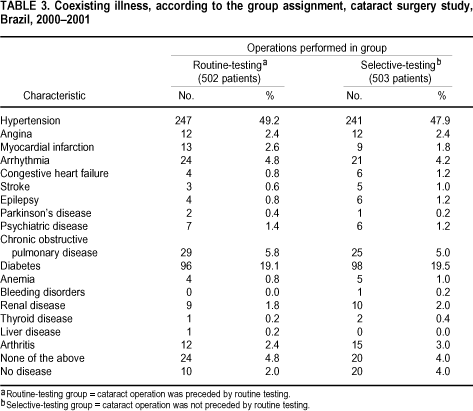 TABLE 3. Coexisting illness, according to the group assignment, cataract surgery study,
Brazil, 2000–2001
Operations performed in group
Routine-testinga Selective-testingb
(502 patients) (503 patients)
Characteristic No. % No. %
Hypertension 247 49.2 241 47.9
Angina 12 2.4 12 2.4
Myocardial infarction 13 2.6 9 1.8
Arrhythmia 24 4.8 21 4.2
Congestive heart failure 4 0.8 6 1.2
Stroke 3 0.6 5 1.0
Epilepsy 4 0.8 6 1.2
Parkinson's disease 2 0.4 1 0.2
Psychiatric disease 7 1.4 6 1.2
Chronic obstructive
pulmonary disease 29 5.8 25 5.0
Diabetes 96 19.1 98 19.5
Anemia 4 0.8 5 1.0
Bleeding disorders 0 0.0 1 0.2
Renal disease 9 1.8 10 2.0
Thyroid disease 1 0.2 2 0.4
Liver disease 1 0.2 0 0.0
Arthritis 12 2.4 15 3.0
None of the above 24 4.8 20 4.0
No disease 10 2.0 20 4.0
a Routine-testing group = cataract operation was preceded by routine testing.
b Selective-testing group = cataract operation was not preceded by routine testing.